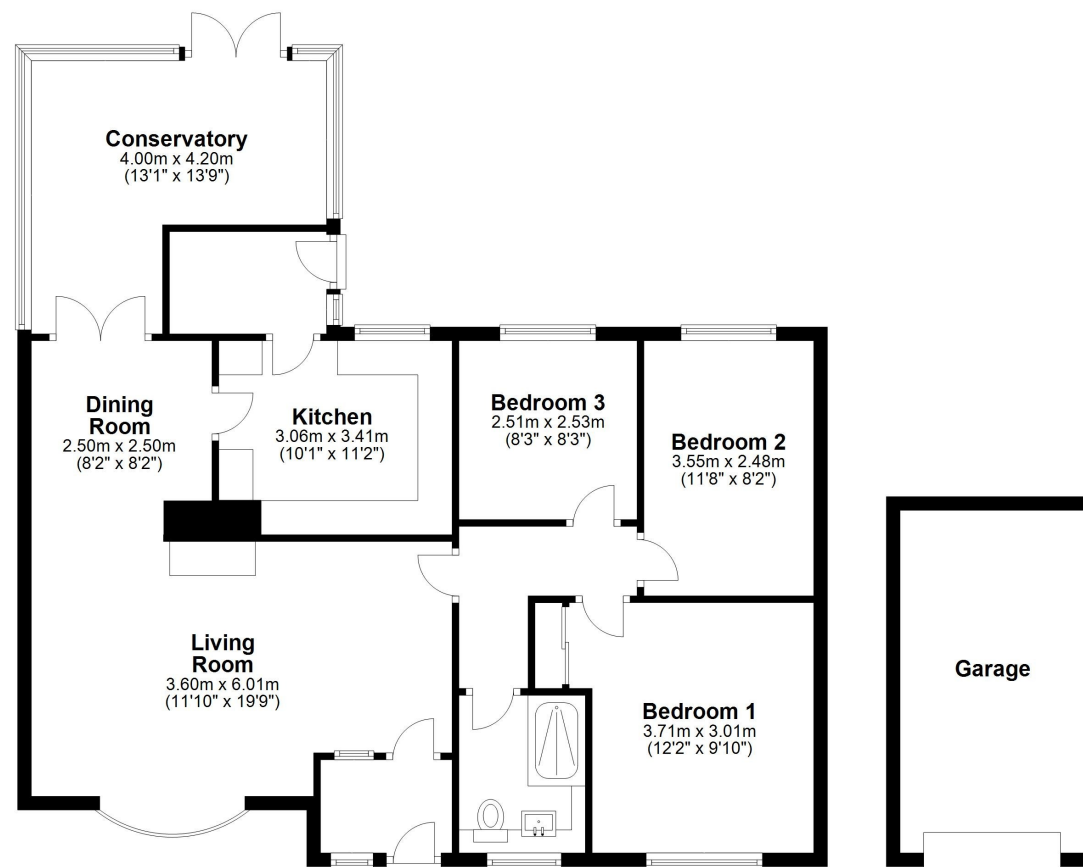 Conservatory
4.00m x 4.20m
(13'1" x 13'9")
Dining
Room
2.50m x 2.50m
(8'2" x 8'2")
Kitchen
3.06m x 3.41m
(10'1" x 11'2")
Bedroom 3
2.51m x 2.53m
(8'3" x 8'3")
Bedroom 2
3.55m x 2.48m
(11'8" x 8'2")
Living
Room
3.60m x 6.01m
(11'10" x 19'9")
Bedroom 1
3.71m x 3.01m
(12'2" x 9'10")
Garage